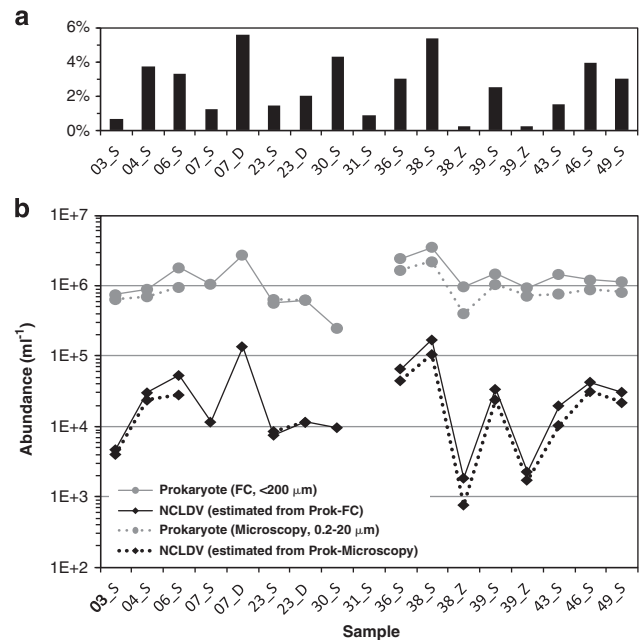 a
6%
4%
2%
0%
03_S 04_S 06_S 07_S 07_D 23_S 23_D 30_S 31_S 36_S 38_S 38_Z 39_S 39_Z 43_S 46_S 49_S
b
1E+7
1E+6
1E+5
1E+4
1E+3
1E+2
Abundance (ml⁻¹)
Prokaryote (FC, <200 μm)
NCLDV (estimated from Prok-FC)
Prokaryote (Microscopy, 0.2-20 μm)
NCLDV (estimated from Prok-Microscopy)
03_S 04_S 06_S 07_S 07_D 23_S 23_D 30_S 31_S 36_S 38_S 38_Z 39_S 39_Z 43_S 46_S 49_S
Sample